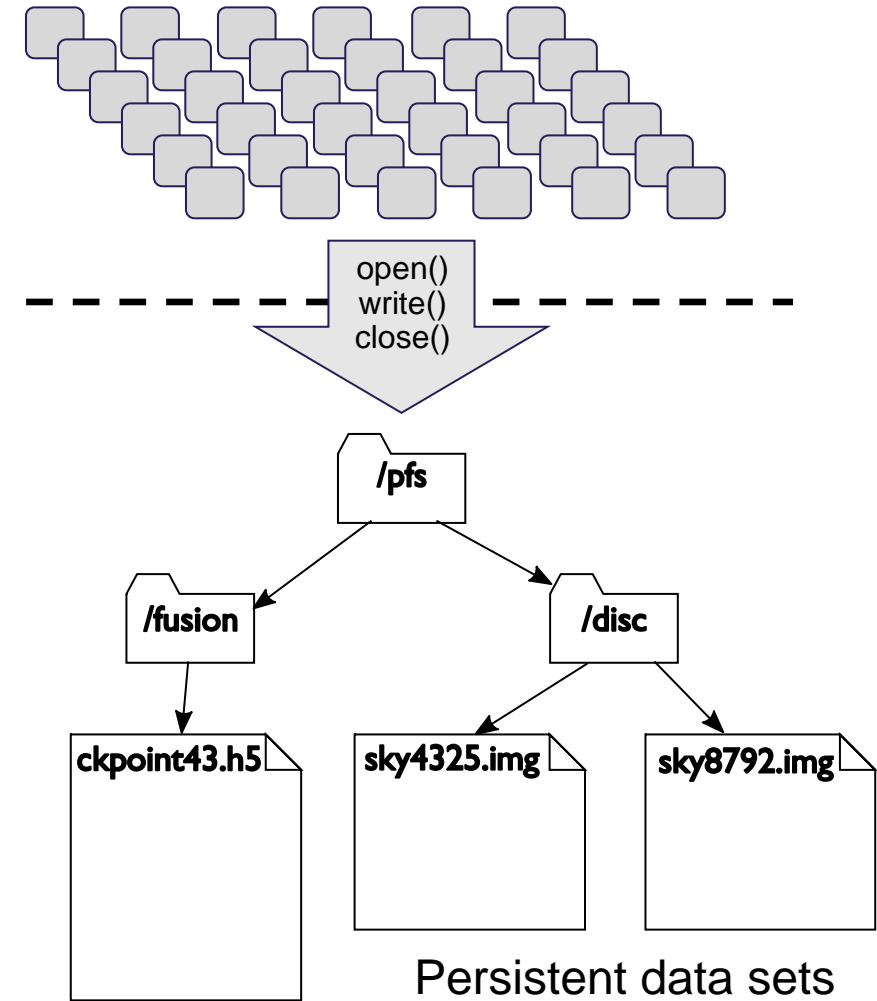 open()
write()
close()
/pfs
/fusion
/disc
ckpoint43.h5
sky4325.img
sky8792.img
Persistent data sets